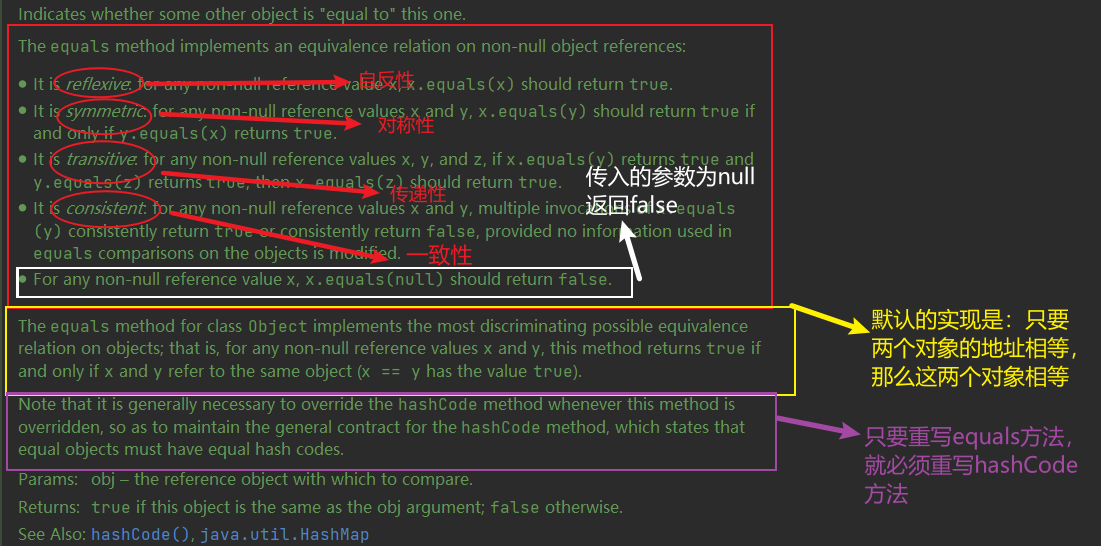 Indicates whether some other object is "equal to" this one.
The equals method implements an equivalence relation on non-null object references:
● It is reflexive: for any non-null reference value x, x.equals(x) should return true.
自反性
● It is symmetric: for any non-null reference values x and y, x.equals(y) should return true if
and only if y.equals(x) returns true.
对称性
● It is transitive: for any non-null reference values x, y, and z, if x.equals(y) returns true and
y.equals(z) returns true, then x.equals(z) should return true.
传递性
传入的参数为null
返回false
● It is consistent: for any non-null reference values x and y, multiple invocations of x.equals
(y) consistently return true or consistently return false, provided no information used in
equals comparisons on the objects is modified.
一致性
● For any non-null reference value x, x.equals(null) should return false.
The equals method for class Object implements the most discriminating possible equivalence
relation on objects; that is, for any non-null reference values x and y, this method returns true if
and only if x and y refer to the same object (x == y has the value true).
默认的实现是：只要
两个对象的地址相等，
那么这两个对象相等
Note that it is generally necessary to override the hashCode method whenever this method is
overridden, so as to maintain the general contract for the hashCode method, which states that
equal objects must have equal hash codes.
只要重写equals方法，
就必须重写hashCode
方法
Params: obj – the reference object with which to compare.
Returns: true if this object is the same as the obj argument; false otherwise.
See Also: hashCode(), java.util.HashMap